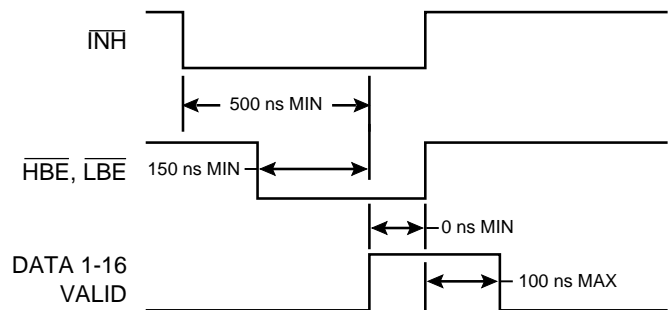 INH
500 ns MIN
HBE, LBE
150 ns MIN
0 ns MIN
DATA 1-16
VALID
100 ns MAX